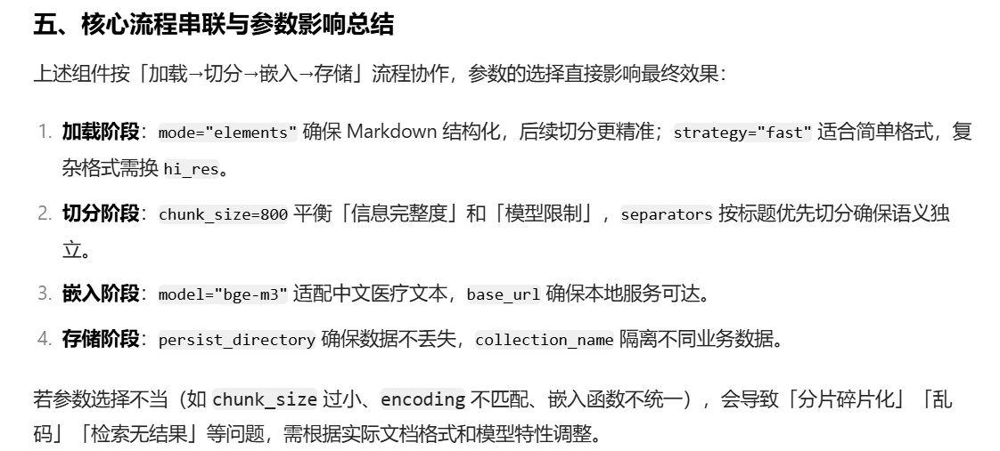 五、核心流程串联与参数影响总结
上述组件按「加载→切分→嵌入→存储」流程协作，参数的选择直接影响最终效果：
1. 加载阶段：mode="elements" 确保 Markdown 结构化，后续切分更精准；strategy="fast" 适合简单格式，复
杂格式需换 hi_res。
2. 切分阶段：chunk_size=800 平衡「信息完整度」和「模型限制」，separators 按标题优先切分确保语义独
立。
3. 嵌入阶段：model="bge-m3" 适配中文医疗文本，base_url 确保本地服务可达。
4. 存储阶段：persist_directory 确保数据不丢失，collection_name 隔离不同业务数据。
若参数选择不当（如 chunk_size 过小、encoding 不匹配、嵌入函数不统一），会导致「分片碎片化」「乱
码」「检索无结果」等问题，需根据实际文档格式和模型特性调整。